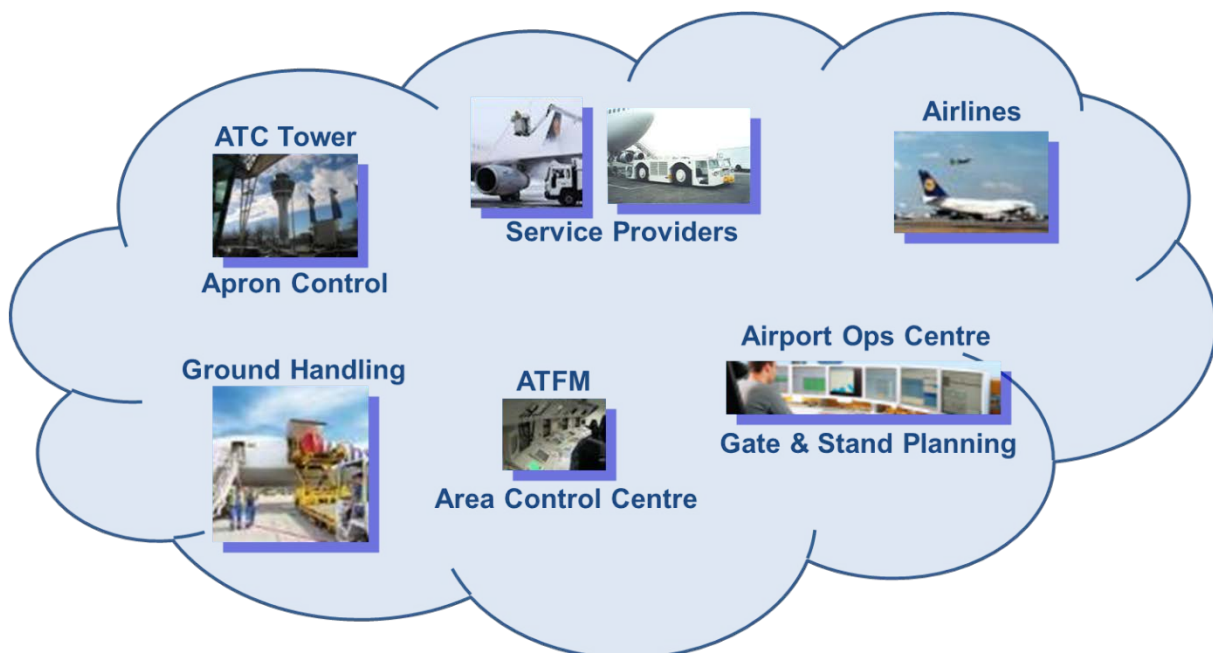 ATC Tower
Apron Control
Service Providers
Airlines
Ground Handling
ATFM
Area Control Centre
Airport Ops Centre
Gate & Stand Planning